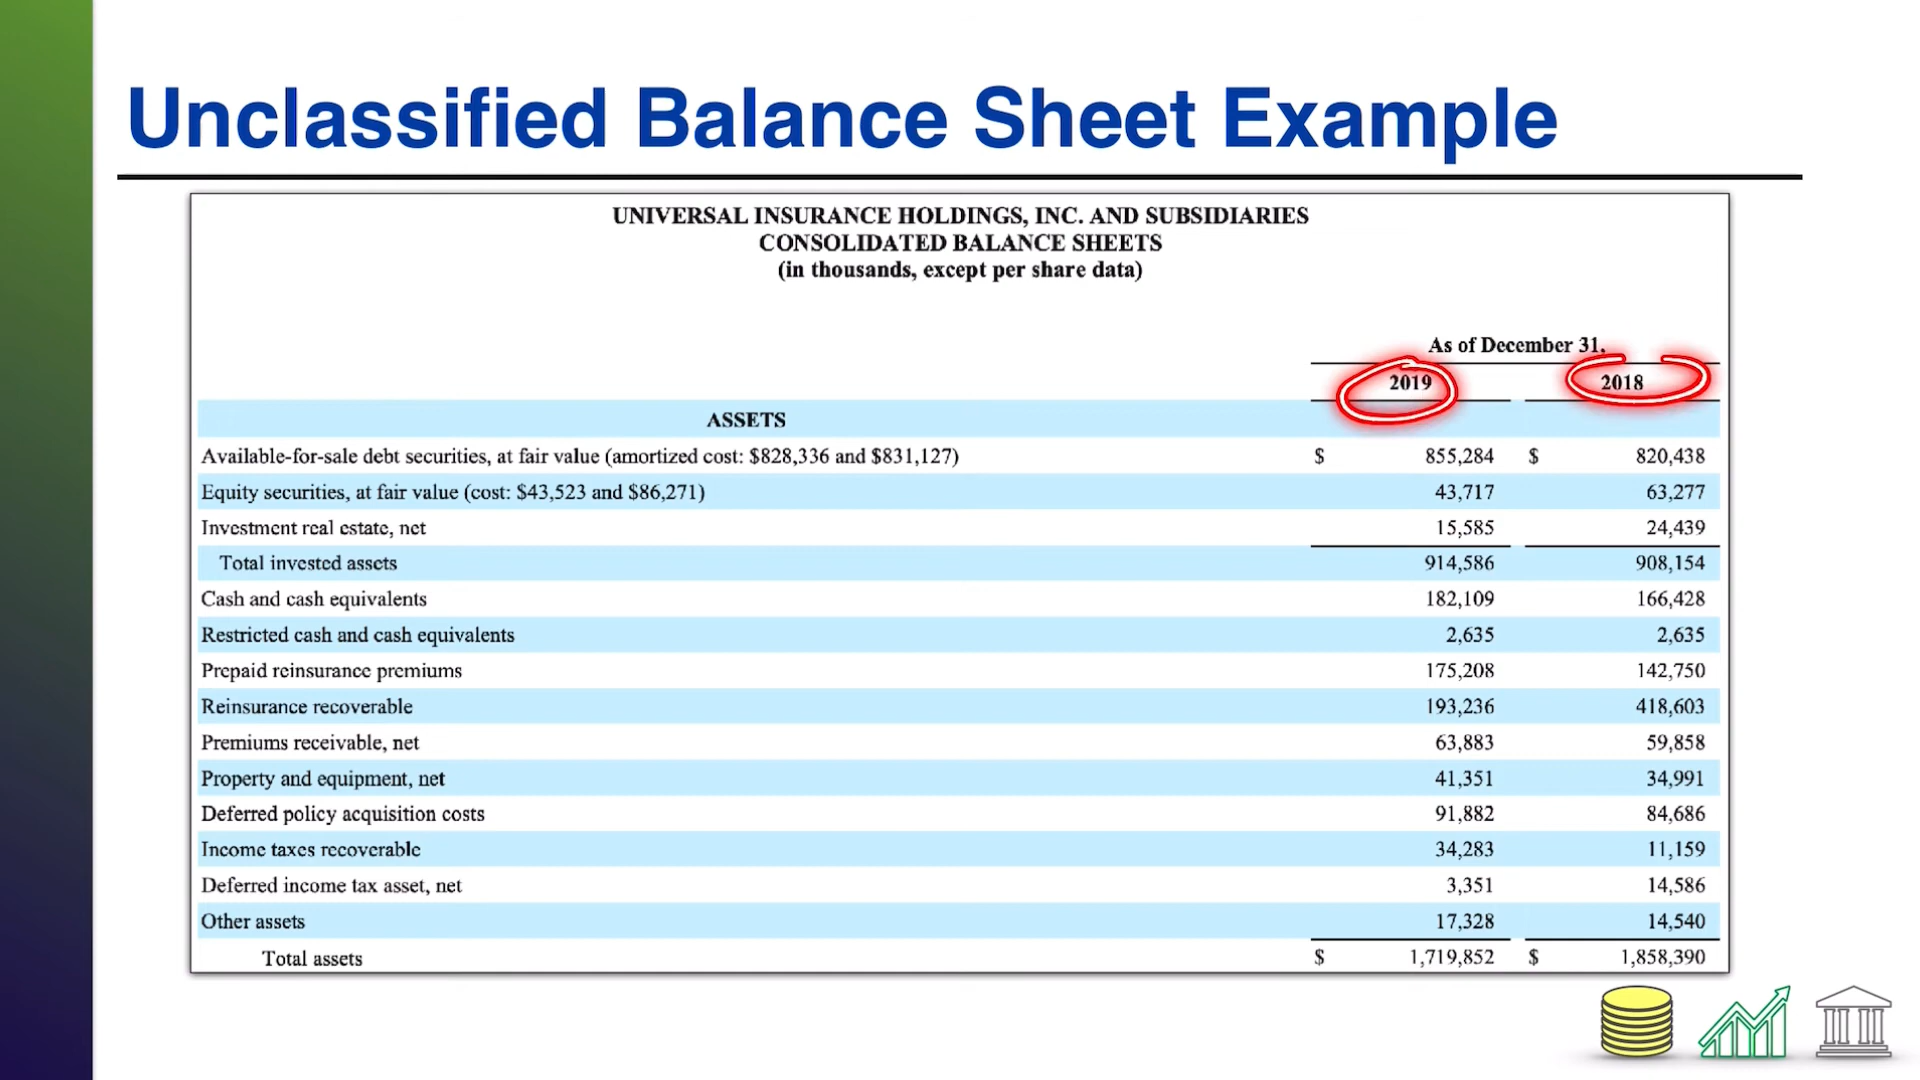 Unclassified Balance Sheet Example
UNIVERSAL INSURANCE HOLDINGS, INC. AND SUBSIDIARIES
CONSOLIDATED BALANCE SHEETS
(in thousands, except per share data)
As of December 31,
2019 2018
ASSETS
Available-for-sale debt securities, at fair value (amortized cost: $828,336 and $831,127) $ 855,284 $ 820,438
Equity securities, at fair value (cost: $43,523 and $86,271) 43,717 63,277
Investment real estate, net 15,585 24,439
Total invested assets 914,586 908,154
Cash and cash equivalents 182,109 166,428
Restricted cash and cash equivalents 2,635 2,635
Prepaid reinsurance premiums 175,208 142,750
Reinsurance recoverable 193,236 418,603
Premiums receivable, net 63,883 59,858
Property and equipment, net 41,351 34,991
Deferred policy acquisition costs 91,882 84,686
Income taxes recoverable 34,283 11,159
Deferred income tax asset, net 3,351 14,586
Other assets 17,328 14,540
Total assets $ 1,719,852 $ 1,858,390